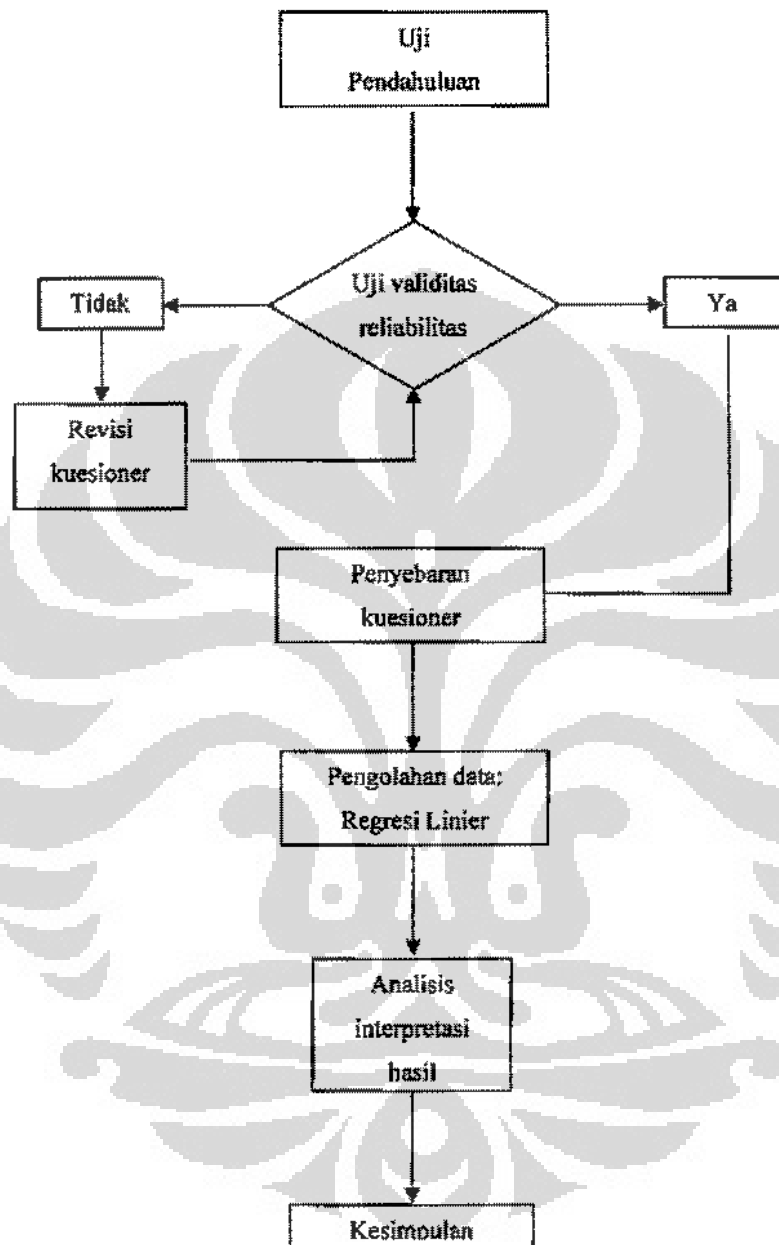 Uji
Pendahuluan
Uji validitas
reliabilitas
Tidak
Ya
Revisi
kuesioner
Penyebaran
kuesioner
Pengolahan data:
Regresi Linier
Analisis
interpretasi
hasil
Kesimpulan